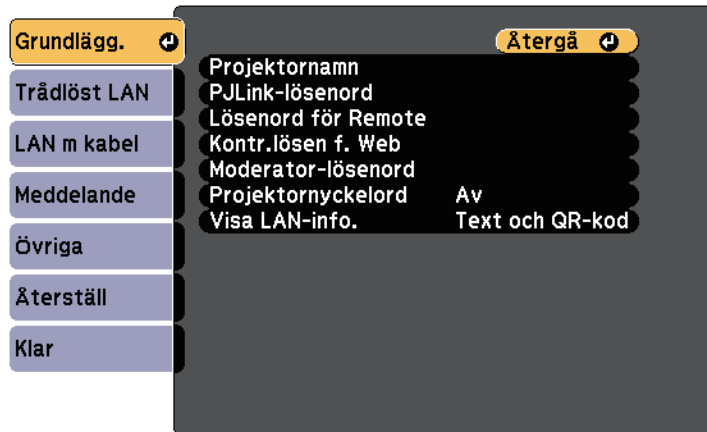 Grundlägg.
Trådlöst LAN
LAN m kabel
Meddelande
Övriga
Återställ
Klar
Återgå
Projektornamn
PJLink-lösenord
Lösenord för Remote
Kontr.lösen f. Web
Moderator-lösenord
Projektornyckelord Av
Visa LAN-info. Text och QR-kod